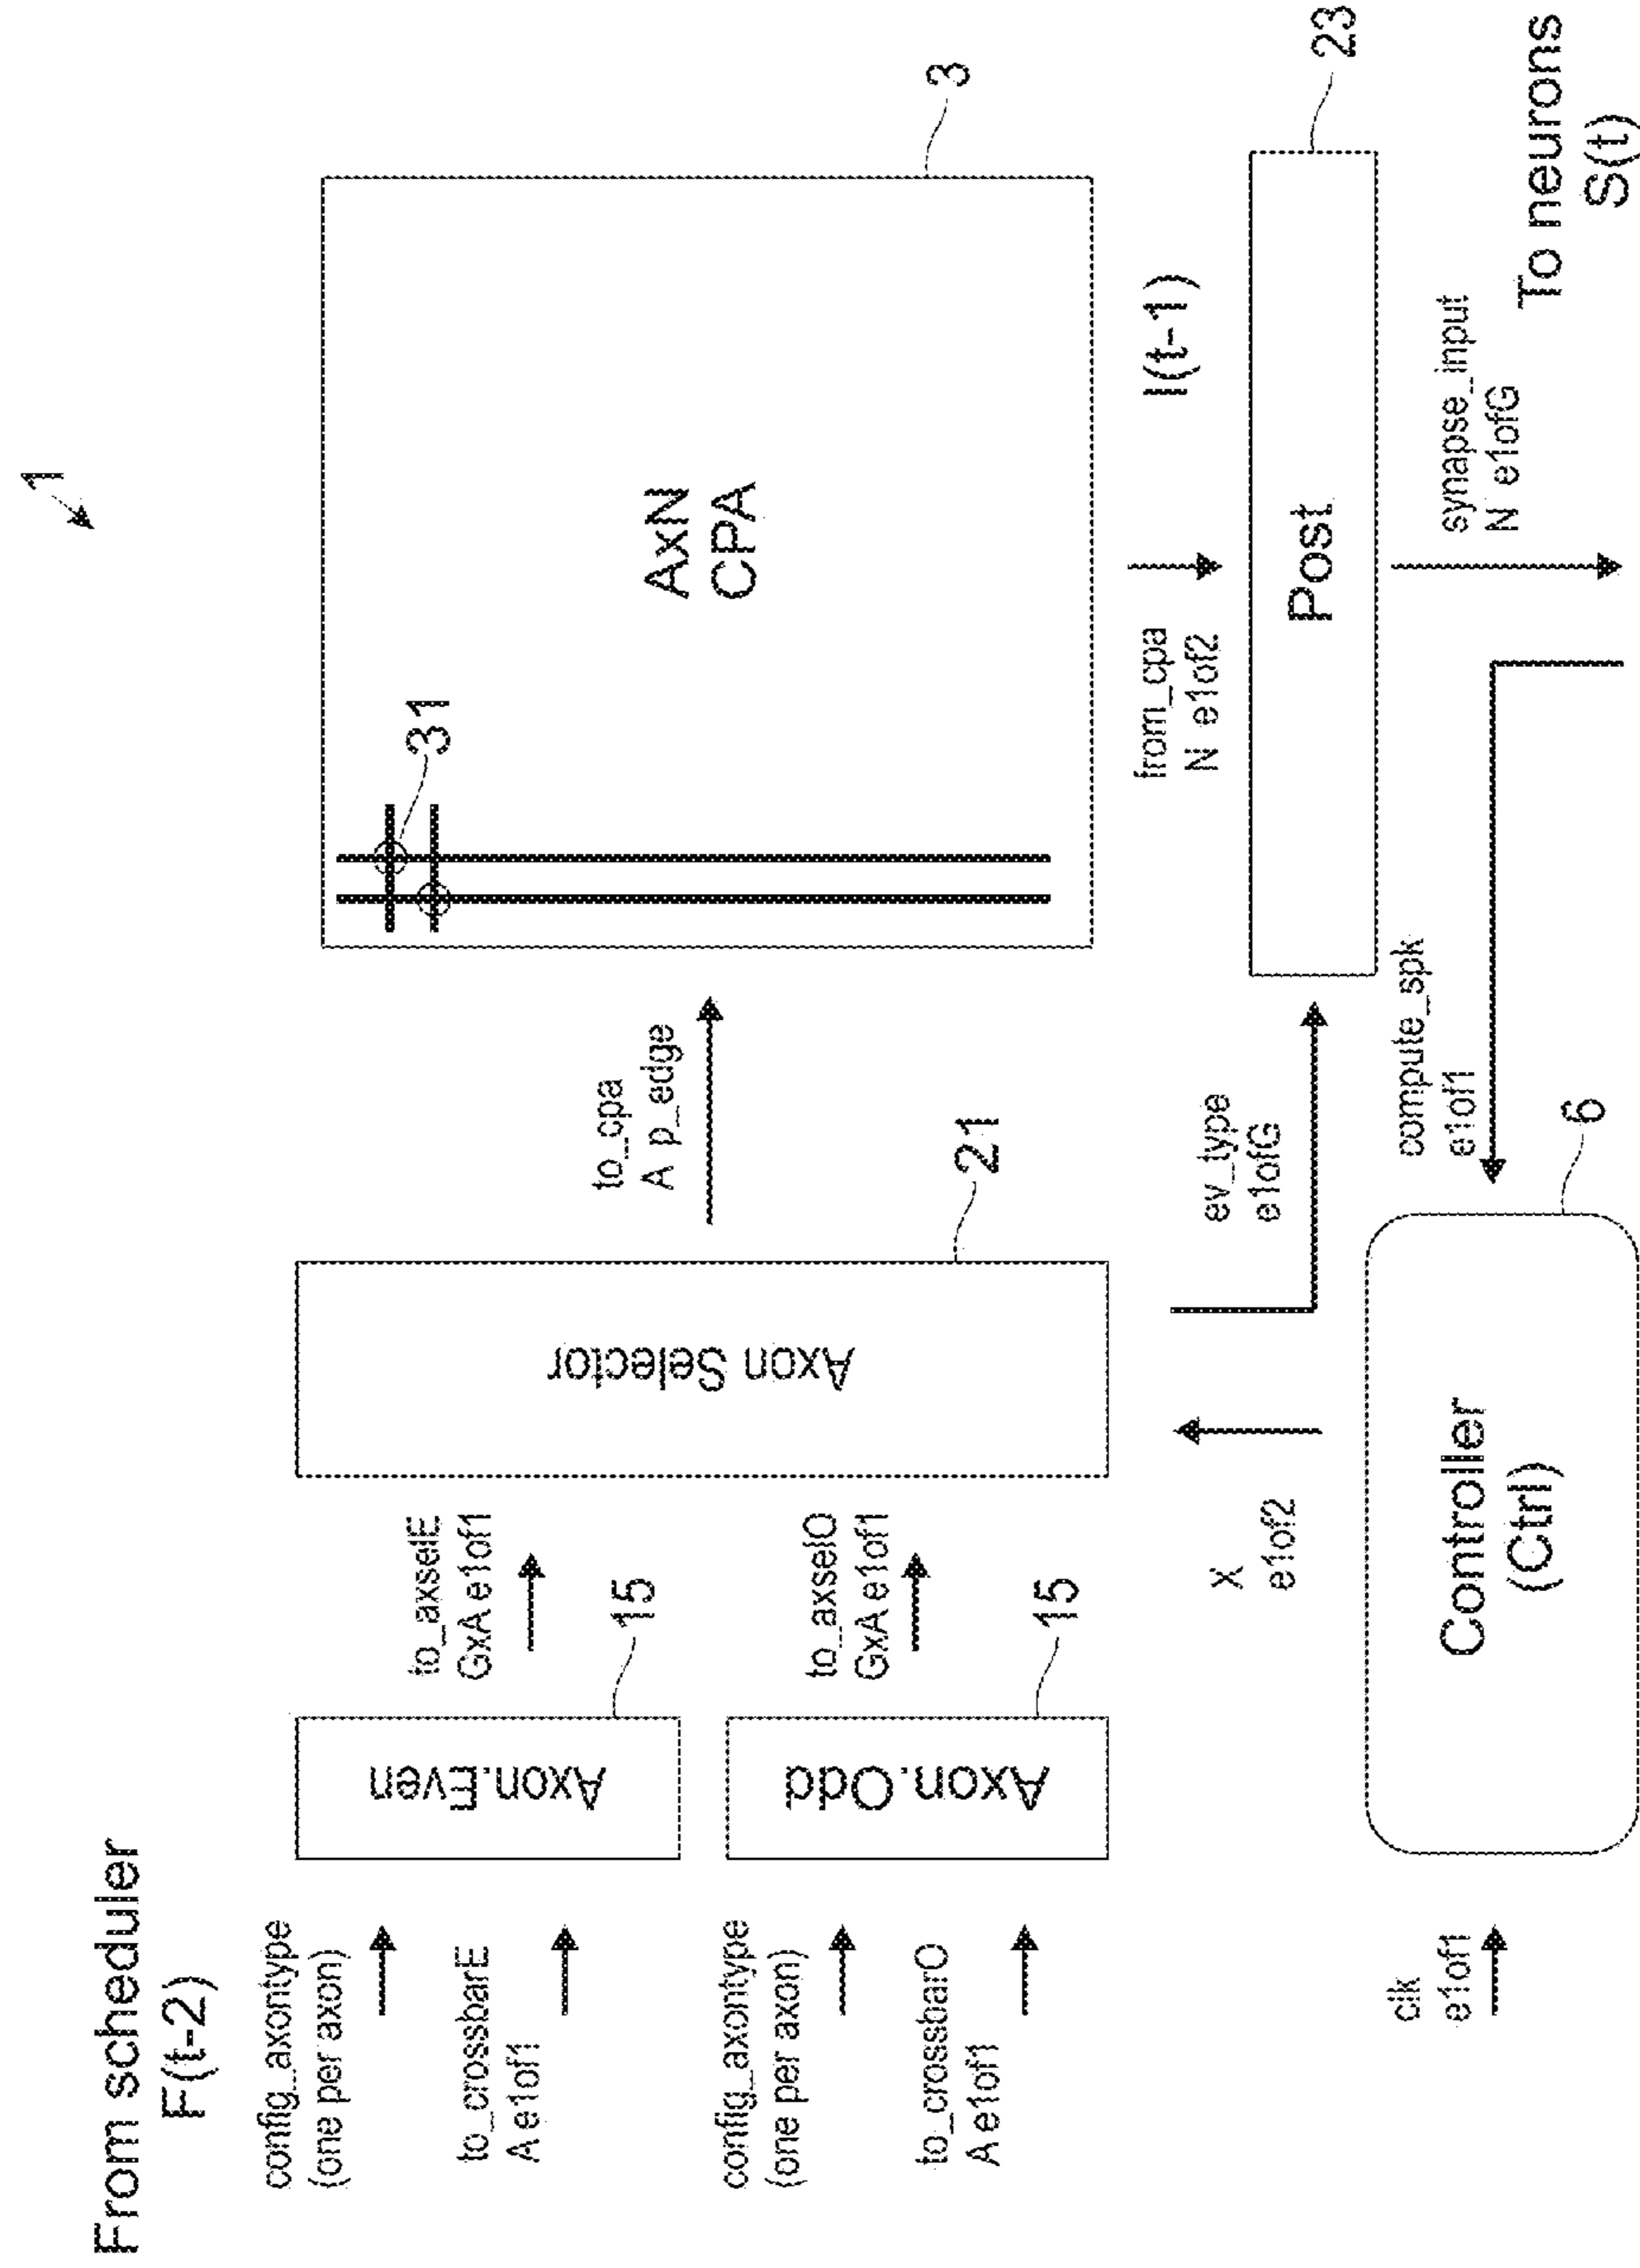 1
From scheduler
F(t-2)
config_axontype
(one per axon)
to_crossbarE
A e1of1
config_axontype
(one per axon)
to_crossbarO
A e1of1
clk
e1of1
Axon.Even
15
Axon.Odd
15
to_axselE
GxA e1of1
to_axselO
GxA e1of1
X
e1of2
Controller
(Ctrl)
6
Axon Selector
21
to_cpa
A p_edge
ev_type
e1ofG
compute_spk
e1of1
31
AxN
CPA
3
from_cpa
N e1of2
I(t-1)
Post
23
synapse_input
N e1ofG
To neurons
S(t)